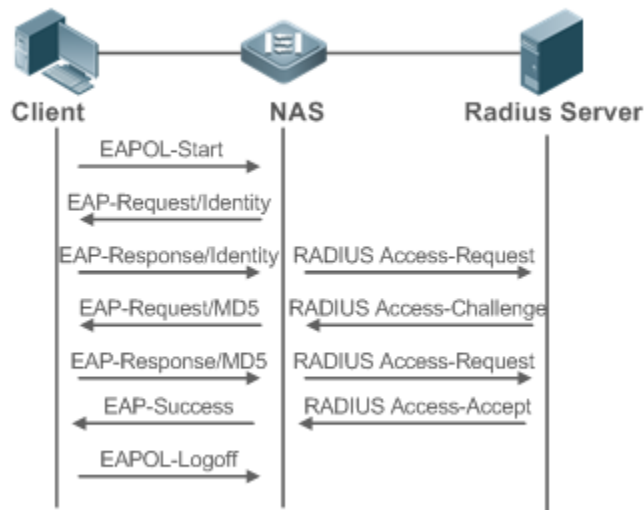 Client
NAS
Radius Server
EAPOL-Start
EAP-Request/Identity
EAP-Response/Identity
RADIUS Access-Request
EAP-Request/MD5
RADIUS Access-Challenge
EAP-Response/MD5
RADIUS Access-Request
EAP-Success
RADIUS Access-Accept
EAPOL-Logoff